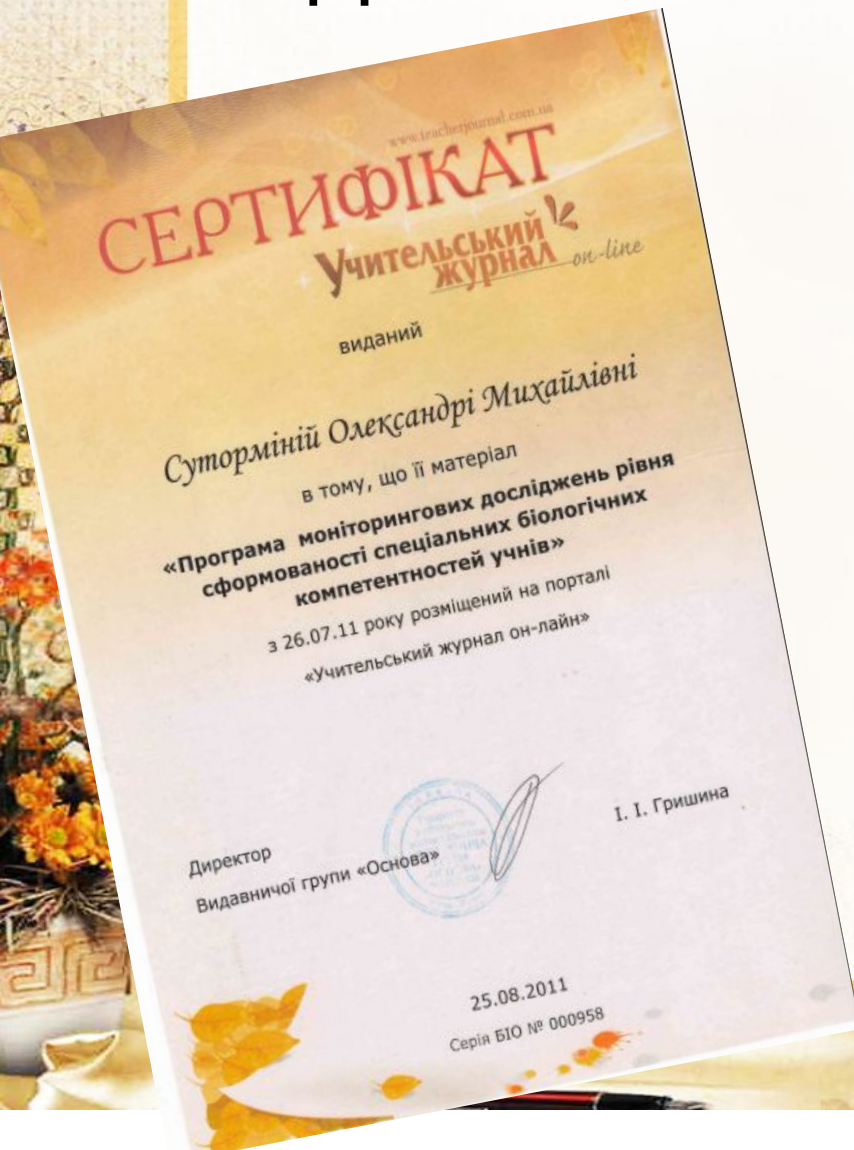 www.teacherjournal.com.ua
СЕРТИФІКАТ
Учительський
журнал on-line
виданий
Суторміній Олександрі Михайлівні
в тому, що її матеріал
«Програма моніторингових досліджень рівня
сформованості спеціальних біологічних
компетентностей учнів»
з 26.07.11 року розміщений на порталі
«Учительський журнал он-лайн»
Директор
Видавничої групи «Основа»
І. І. Гришина
25.08.2011
Серія БІО № 000958